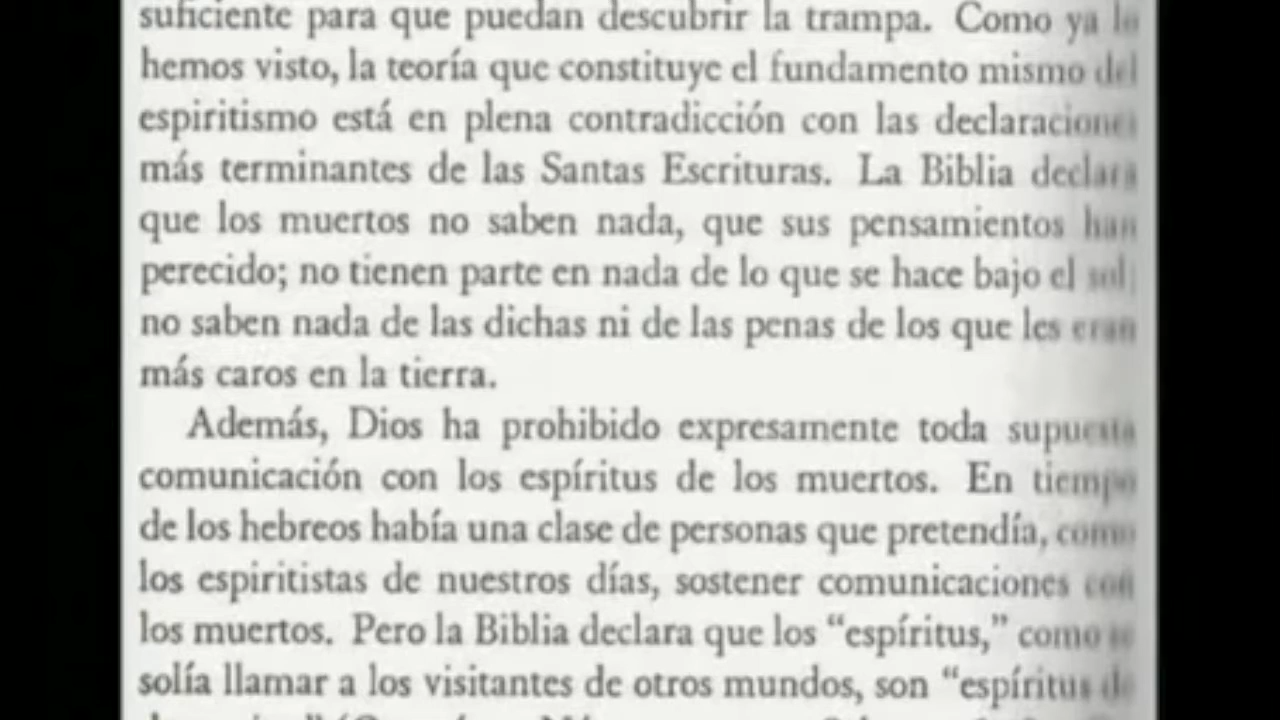 suficiente para que puedan descubrir la trampa. Como ya lo
hemos visto, la teoría que constituye el fundamento mismo del
espiritismo está en plena contradicción con las declaraciones
más terminantes de las Santas Escrituras. La Biblia declara
que los muertos no saben nada, que sus pensamientos han
perecido; no tienen parte en nada de lo que se hace bajo el sol;
no saben nada de las dichas ni de las penas de los que les eran
más caros en la tierra.
Además, Dios ha prohibido expresamente toda supuesta
comunicación con los espíritus de los muertos. En tiempo
de los hebreos había una clase de personas que pretendía, como
los espiritistas de nuestros días, sostener comunicaciones con
los muertos. Pero la Biblia declara que los “espíritus,” como se
solía llamar a los visitantes de otros mundos, son “espíritus de